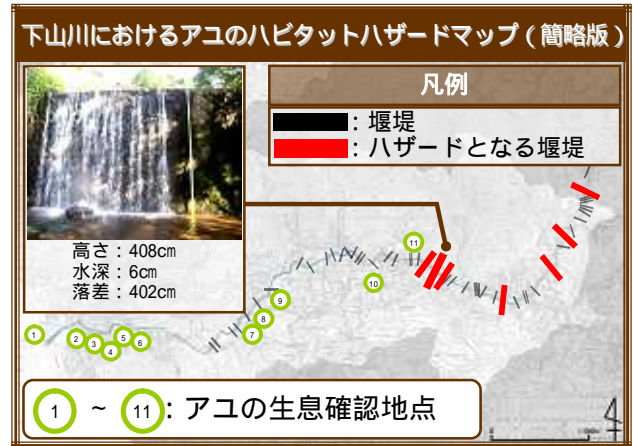 下山川におけるアユのハビタットハザードマップ(簡略版)
凡例
: 堰堤
: ハザードとなる堰堤
高さ：408cm
水深：6cm
落差：402cm
11
10
9
8
7
1
2
3
4
5
6
1 ~ 11 : アユの生息確認地点